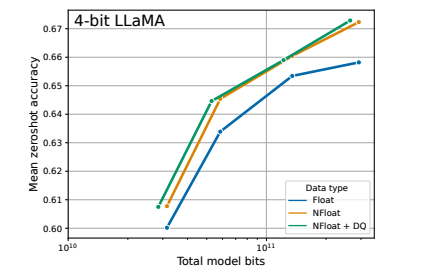 4-bit LLaMA
Mean zeroshot accuracy
0.67
0.66
0.65
0.64
0.63
0.62
0.61
0.60
10^10
10^11
Total model bits
Data type
Float
NFloat
NFloat + DQ